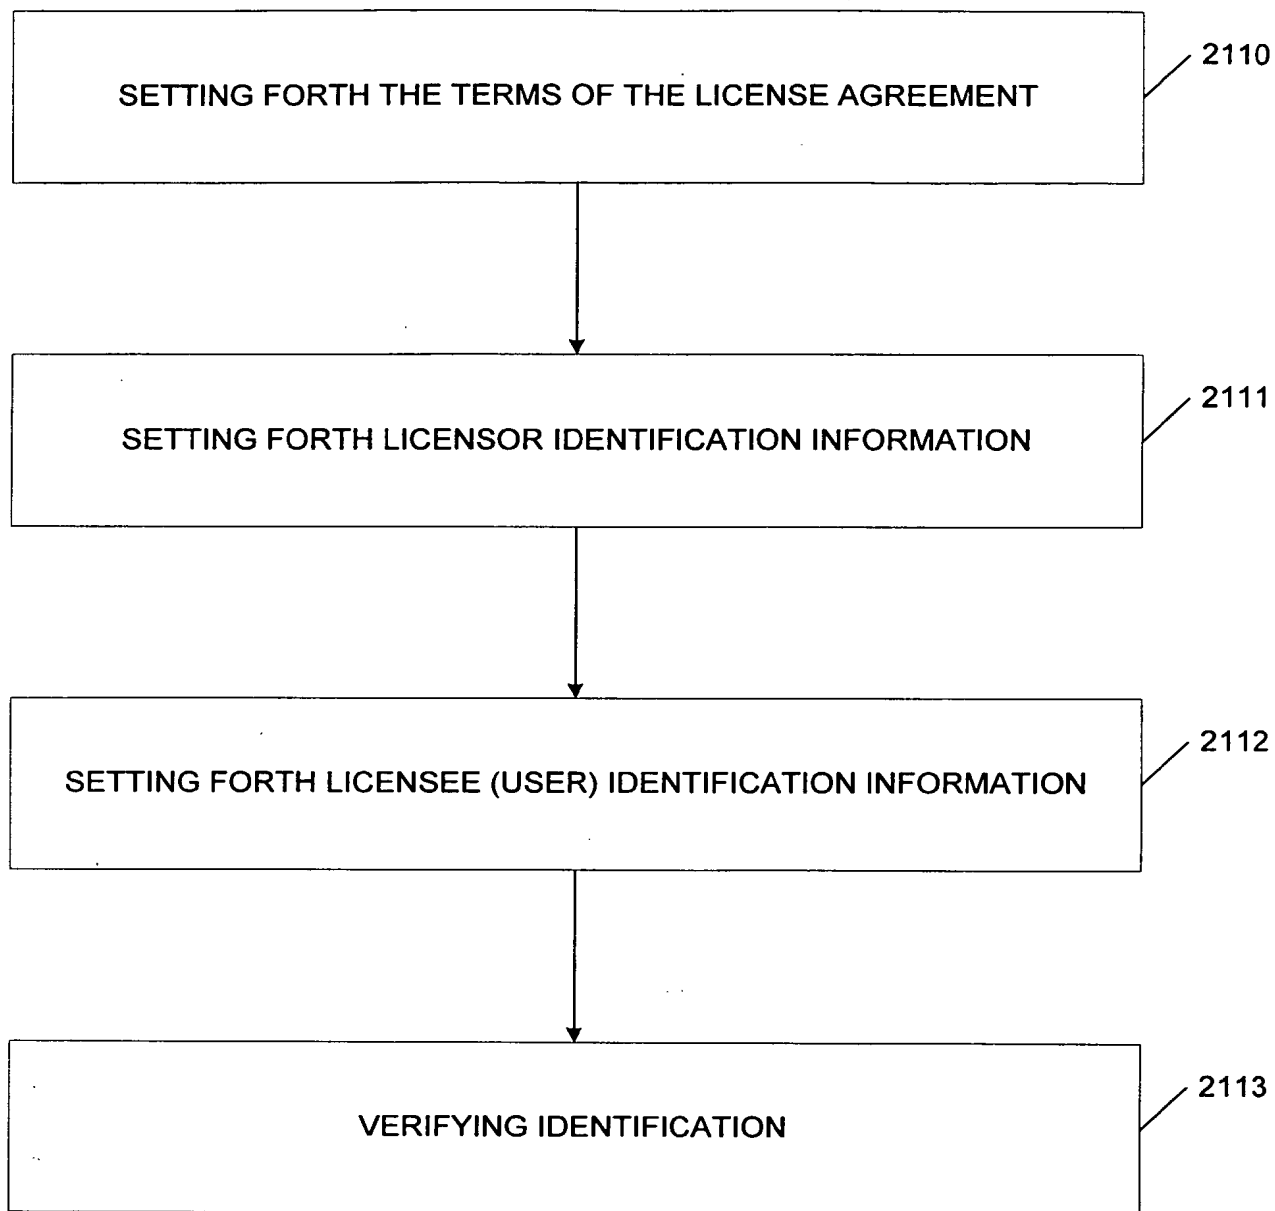 SETTING FORTH THE TERMS OF THE LICENSE AGREEMENT
2110
SETTING FORTH LICENSOR IDENTIFICATION INFORMATION
2111
SETTING FORTH LICENSEE (USER) IDENTIFICATION INFORMATION
2112
VERIFYING IDENTIFICATION
2113